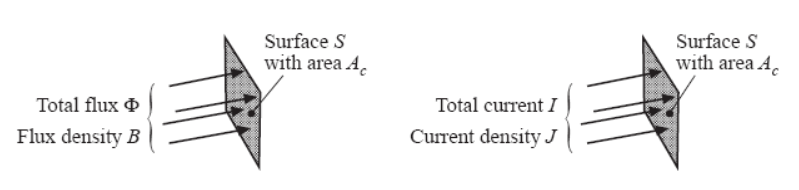 Surface S
with area A_c
Total flux Φ
Flux density B
Surface S
with area A_c
Total current I
Current density J